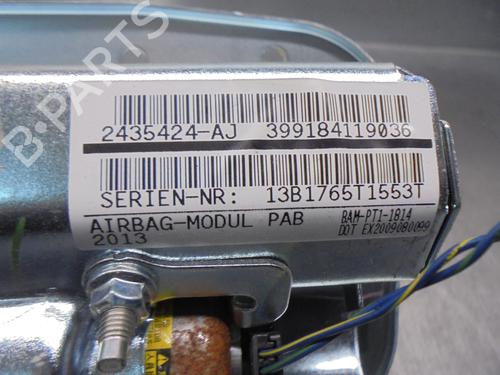 B-PARTS
2435424-AJ 399184119036
SERIEN-NR: 13B1765T1553T
AIRBAG-MODUL PAB BAM-PT1-1814
2013 DOT EX2009080099